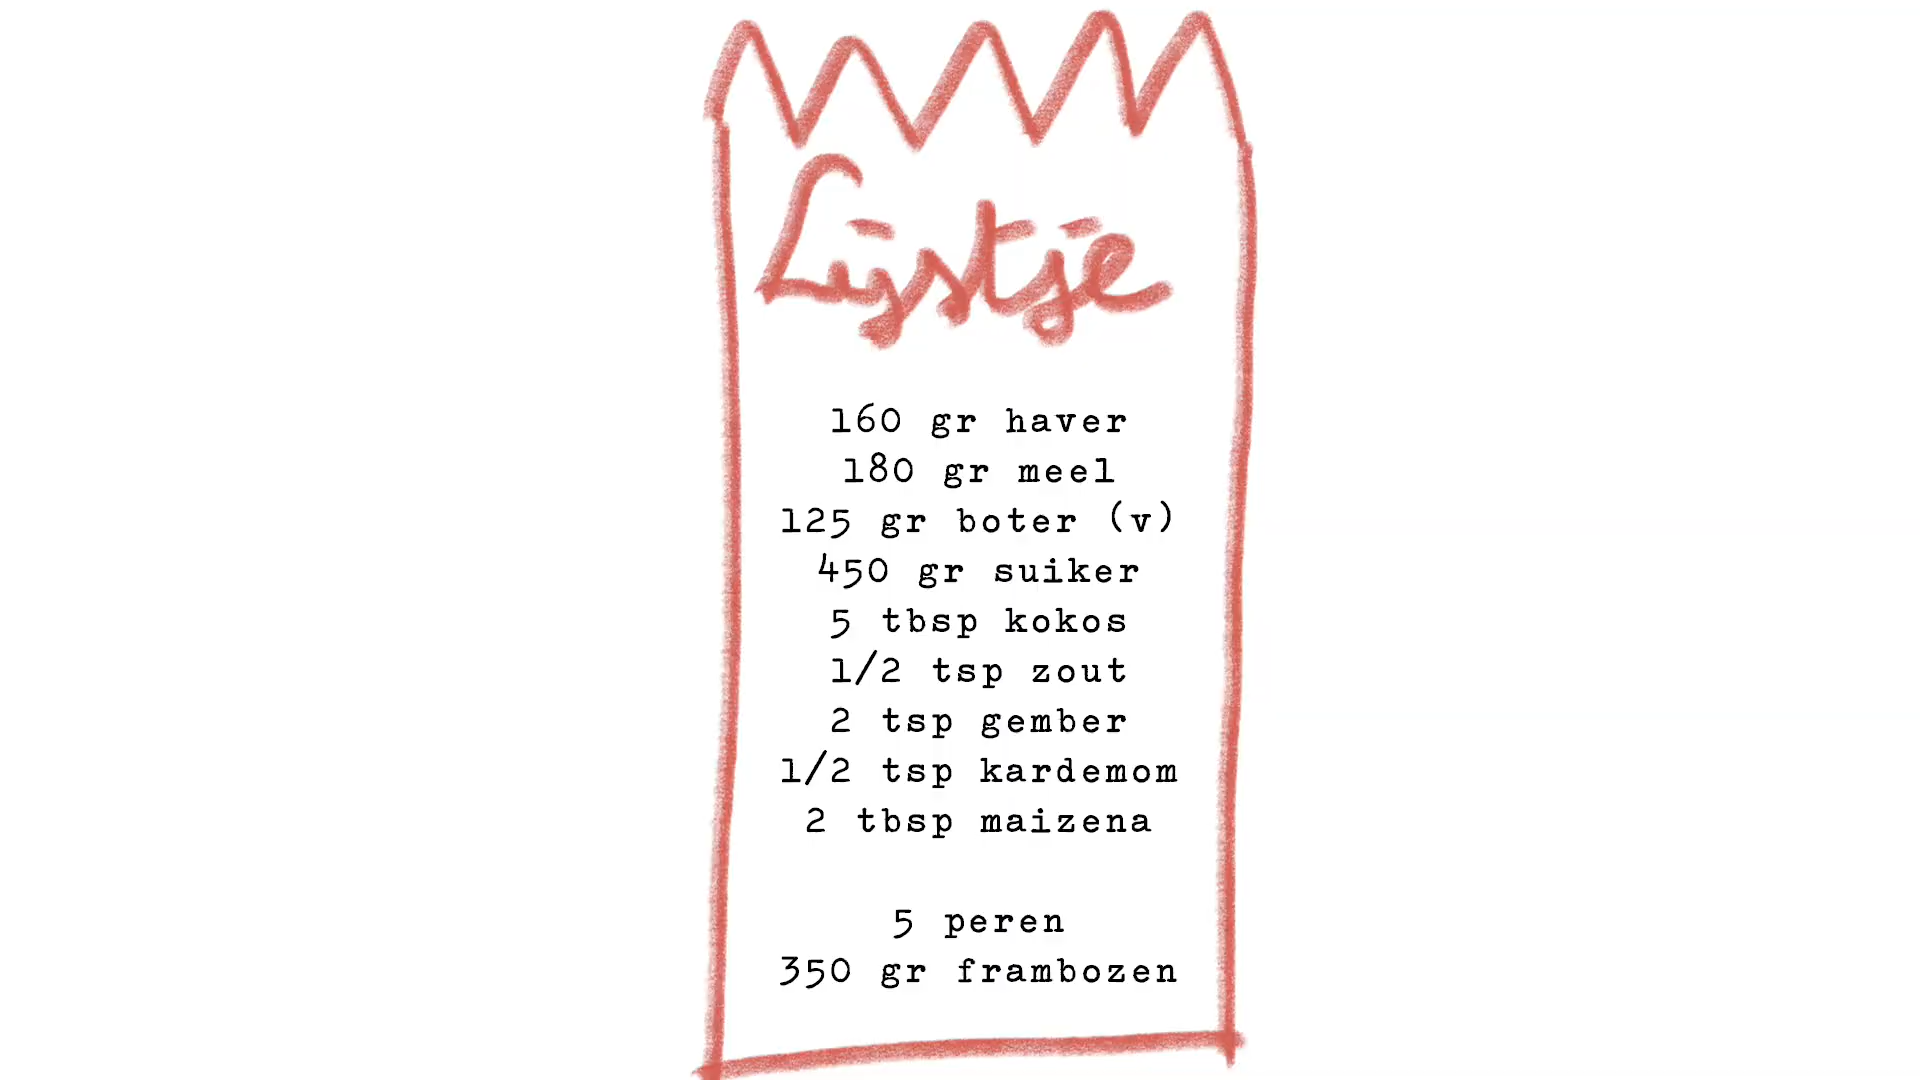 Lijstje
160 gr haver
180 gr meel
125 gr boter (v)
450 gr suiker
5 tbsp kokos
1/2 tsp zout
2 tsp gember
1/2 tsp kardemom
2 tbsp maizena
5 peren
350 gr frambozen